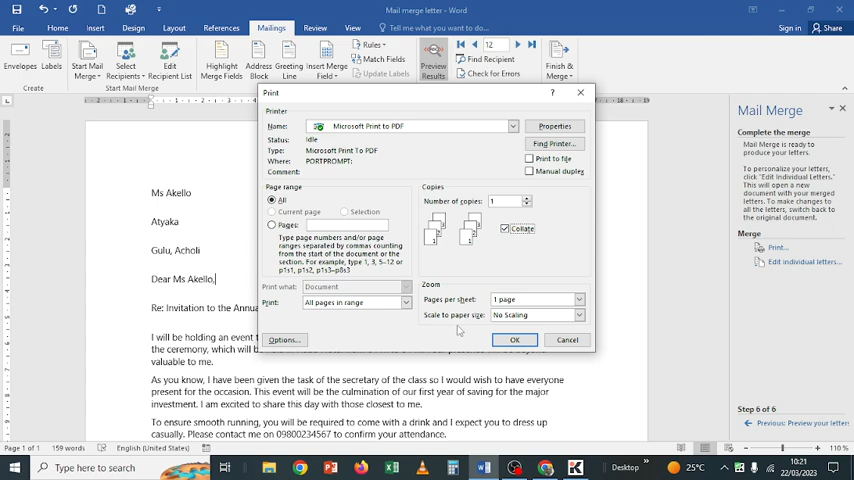 Mail merge letter - Word
File Home Insert Design Layout References Mailings Review View Tell me what you want to do... Sign in Share
Envelopes Labels Start Mail Merge Select Recipients Edit Recipient List Highlight Merge Fields Address Block Greeting Line Insert Merge Field Rules Match Fields Update Labels Preview Results 12 Find Recipient Check for Errors Finish & Merge
Create Start Mail Merge
Print
Printer
Name: Microsoft Print to PDF Properties
Status: Idle
Type: Microsoft Print To PDF Find Printer...
Where: PORTPROMPT: Print to file
Comment: Manual duplex
Page range
All
Current page Selection
Pages:
Type page numbers and/or page
ranges separated by commas counting
from the start of the document or the
section. For example, type 1, 3, 5–12 or
p1s1, p1s2, p1s3–p8s3
Copies
Number of copies: 1
Collate
Print what: Document
Print: All pages in range
Zoom
Pages per sheet: 1 page
Scale to paper size: No Scaling
Options... OK Cancel
Ms Akello
Atyaka
Gulu, Acholi
Dear Ms Akello,
Re: Invitation to the Annua
I will be holding an event t
the ceremony, which will
valuable to me.
As you know, I have been given the task of the secretary of the class so I would wish to have everyone
present for the occasion. This event will be the culmination of our first year of saving for the major
investment. I am excited to share this day with those closest to me.
To ensure smooth running, you will be required to come with a drink and I expect you to dress up
casually. Please contact me on 09800234567 to confirm your attendance.
Mail Merge
Complete the merge
Mail Merge is ready to
produce your letters.
To personalize your letters,
click "Edit Individual Letters."
This will open a new
document with your merged
letters. To make changes to
all the letters, switch back to
the original document.
Merge
Print...
Edit individual letters...
Step 6 of 6
Previous: Preview your letters
Page 1 of 1 159 words English (United States) 110 %
Type here to search Desktop 25°C 10:21
22/03/2023